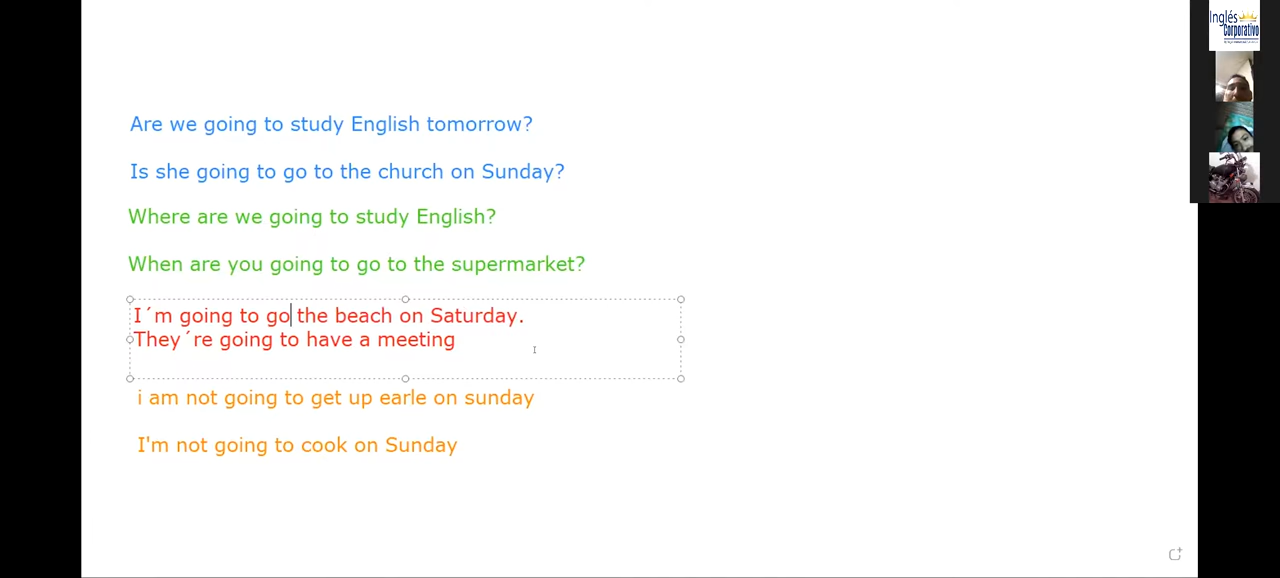 Inglés
Corporativo
Are we going to study English tomorrow?
Is she going to go to the church on Sunday?
Where are we going to study English?
When are you going to go to the supermarket?
I´m going to go the beach on Saturday.
They´re going to have a meeting
i am not going to get up earle on sunday
I'm not going to cook on Sunday